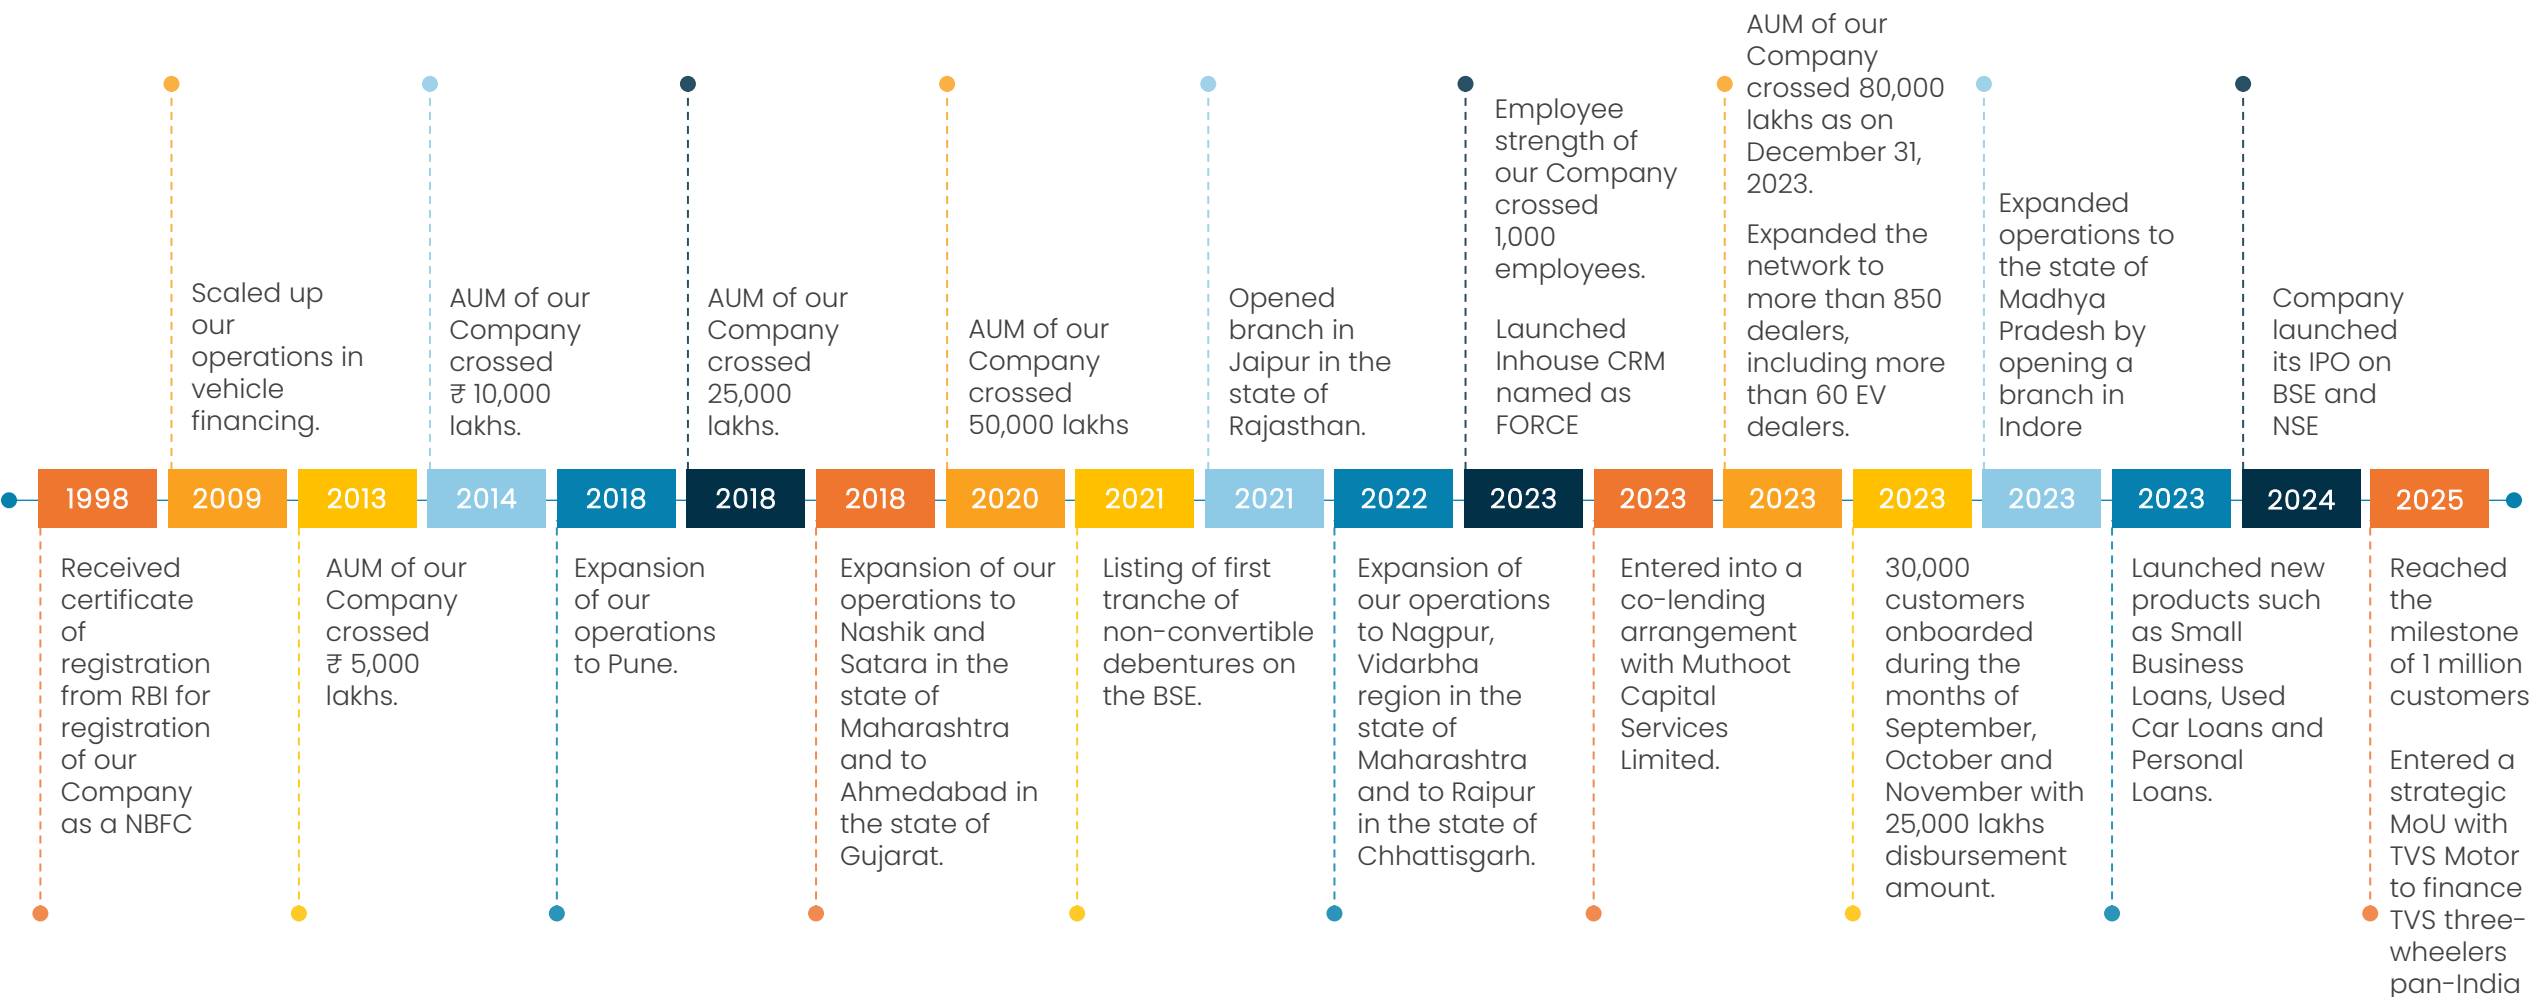 1998
Received
certificate
of
registration
from RBI for
registration
of our
Company
as a NBFC
2009
Scaled up
our
operations in
vehicle
financing.
2013
AUM of our
Company
crossed
₹ 5,000
lakhs.
2014
AUM of our
Company
crossed
₹ 10,000
lakhs.
2018
Expansion
of our
operations
to Pune.
2018
AUM of our
Company
crossed
25,000
lakhs.
2018
Expansion of our
operations to
Nashik and
Satara in the
state of
Maharashtra
and to
Ahmedabad in
the state of
Gujarat.
2020
AUM of our
Company
crossed
50,000 lakhs
2021
Listing of first
tranche of
non-convertible
debentures on
the BSE.
2021
Opened
branch in
Jaipur in the
state of
Rajasthan.
2022
Expansion of
our operations
to Nagpur,
Vidarbha
region in the
state of
Maharashtra
and to Raipur
in the state of
Chhattisgarh.
2023
Employee
strength of
our Company
crossed
1,000
employees.
Launched
Inhouse CRM
named as
FORCE
2023
Entered into a
co-lending
arrangement
with Muthoot
Capital
Services
Limited.
2023
AUM of our
Company
crossed 80,000
lakhs as on
December 31,
2023.
Expanded the
network to
more than 850
dealers,
including more
than 60 EV
dealers.
2023
30,000
customers
onboarded
during the
months of
September,
October and
November with
25,000 lakhs
disbursement
amount.
2023
Expanded
operations to
the state of
Madhya
Pradesh by
opening a
branch in
Indore
2023
Launched new
products such
as Small
Business
Loans, Used
Car Loans and
Personal
Loans.
2024
Company
launched
its IPO on
BSE and
NSE
2025
Reached
the
milestone
of 1 million
customers
Entered a
strategic
MoU with
TVS Motor
to finance
TVS three-
wheelers
pan-India